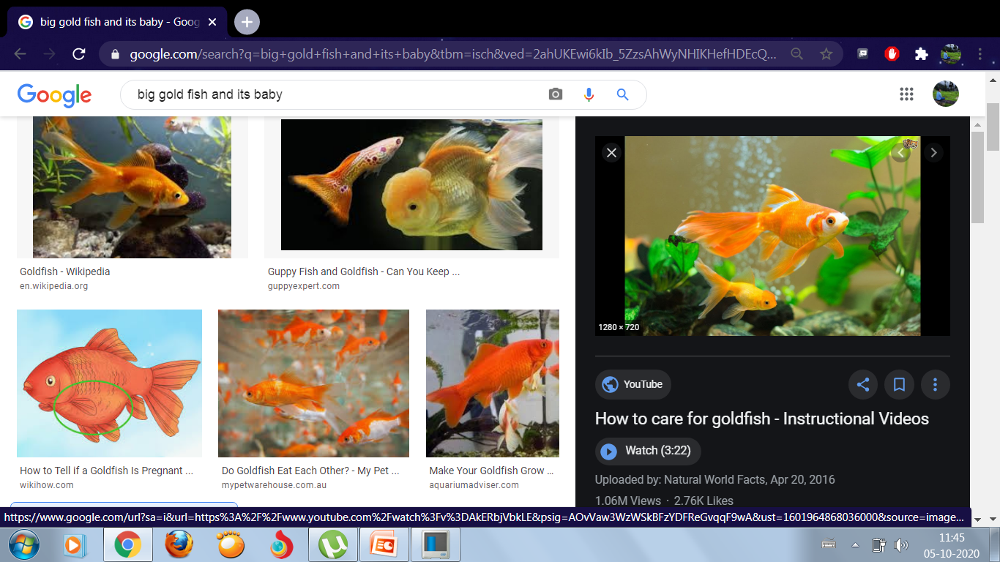 big gold fish and its baby - Goog
google.com/search?q=big+gold+fish+and+its+baby&tbm=isch&ved=2ahUKEwi6kIb_5ZzsAhWyNHIKHefHDEcQ...
Google
big gold fish and its baby
Goldfish - Wikipedia
en.wikipedia.org
Guppy Fish and Goldfish - Can You Keep ...
guppyexpert.com
How to Tell if a Goldfish Is Pregnant ...
wikihow.com
Do Goldfish Eat Each Other? - My Pet ...
mypetwarehouse.com.au
Make Your Goldfish Grow ...
aquariumadviser.com
1280 × 720
YouTube
How to care for goldfish - Instructional Videos
Watch (3:22)
Uploaded by: Natural World Facts, Apr 20, 2016
1.06M Views · 2.76K Likes
https://www.google.com/url?sa=i&url=https%3A%2F%2Fwww.youtube.com%2Fwatch%3Fv%3DAkERbjVbkLE&psig=AOvVaw3WzWSkBFzYDFReGvqqF9wA&ust=1601964868036000&source=image...
11:45
05-10-2020